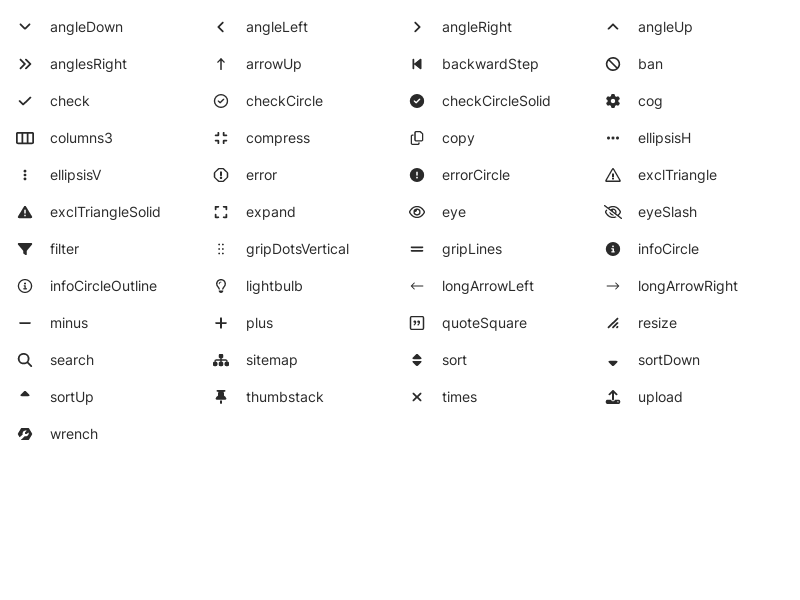 angleDown angleLeft angleRight angleUp
anglesRight arrowUp backwardStep ban
check checkCircle checkCircleSolid cog
columns3 compress copy ellipsisH
ellipsisV error errorCircle exclTriangle
exclTriangleSolid expand eye eyeSlash
filter gripDotsVertical gripLines infoCircle
infoCircleOutline lightbulb longArrowLeft longArrowRight
minus plus quoteSquare resize
search sitemap sort sortDown
sortUp thumbstack times upload
wrench